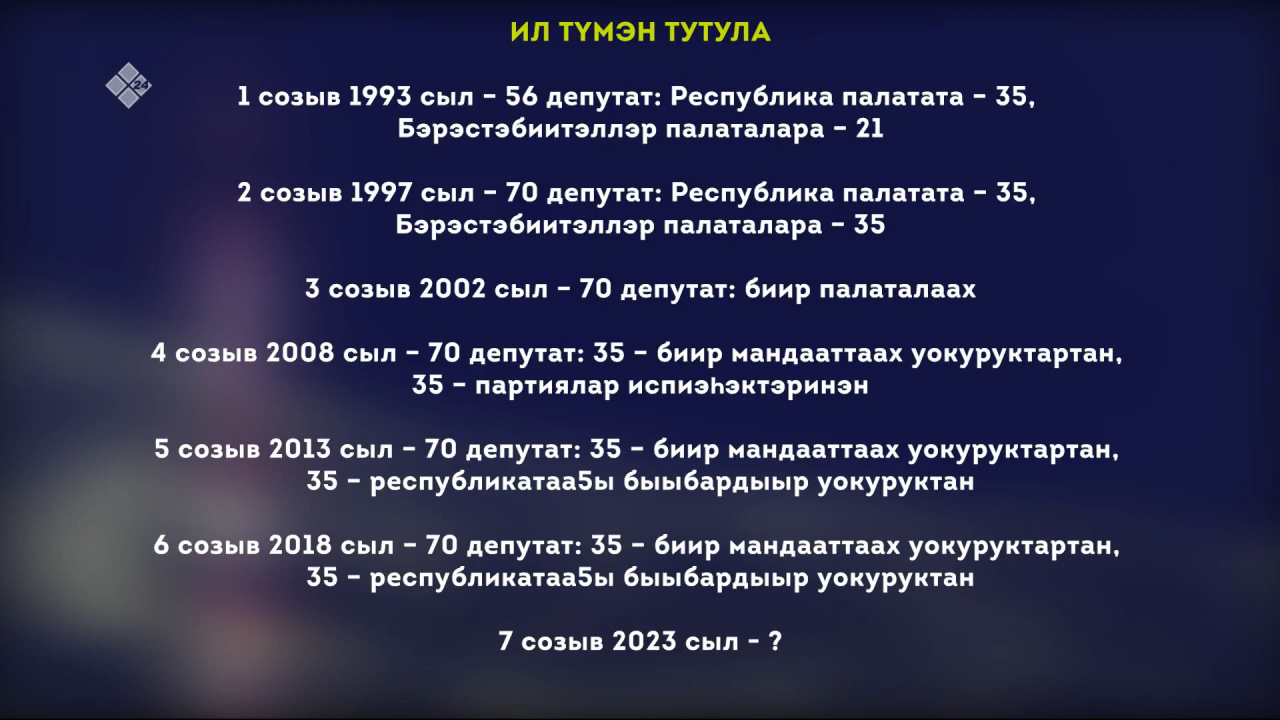 ИЛ ТҮМЭН ТУТУЛА
Х24
1 созыв 1993 сыл – 56 депутат: Республика палатата – 35,
Бэрэстэбиитэллэр палаталара – 21
2 созыв 1997 сыл – 70 депутат: Республика палатата – 35,
Бэрэстэбиитэллэр палаталара – 35
3 созыв 2002 сыл – 70 депутат: биир палаталаах
4 созыв 2008 сыл – 70 депутат: 35 – биир мандааттаах уокуруктартан,
35 – партиялар испиэһэктэринэн
5 созыв 2013 сыл – 70 депутат: 35 – биир мандааттаах уокуруктартан,
35 – республикатаа5ы быыбардыыр уокуруктан
6 созыв 2018 сыл – 70 депутат: 35 – биир мандааттаах уокуруктартан,
35 – республикатаа5ы быыбардыыр уокуруктан
7 созыв 2023 сыл - ?